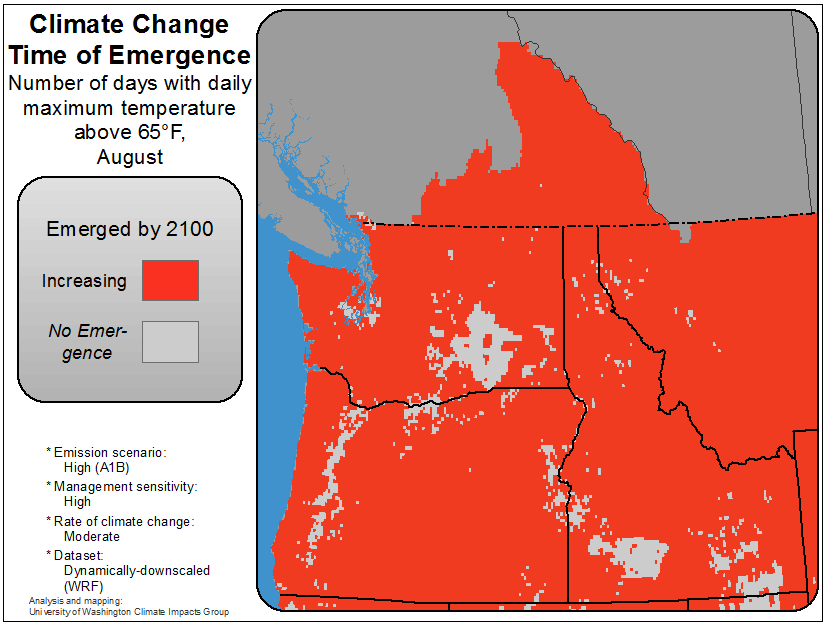 Climate Change
Time of Emergence
Number of days with daily
maximum temperature
above 65°F,
August
Emerged by 2100
Increasing
No Emer-
gence
* Emission scenario:
High (A1B)
* Management sensitivity:
High
* Rate of climate change:
Moderate
* Dataset:
Dynamically-downscaled
(WRF)
Analysis and mapping:
University of Washington Climate Impacts Group